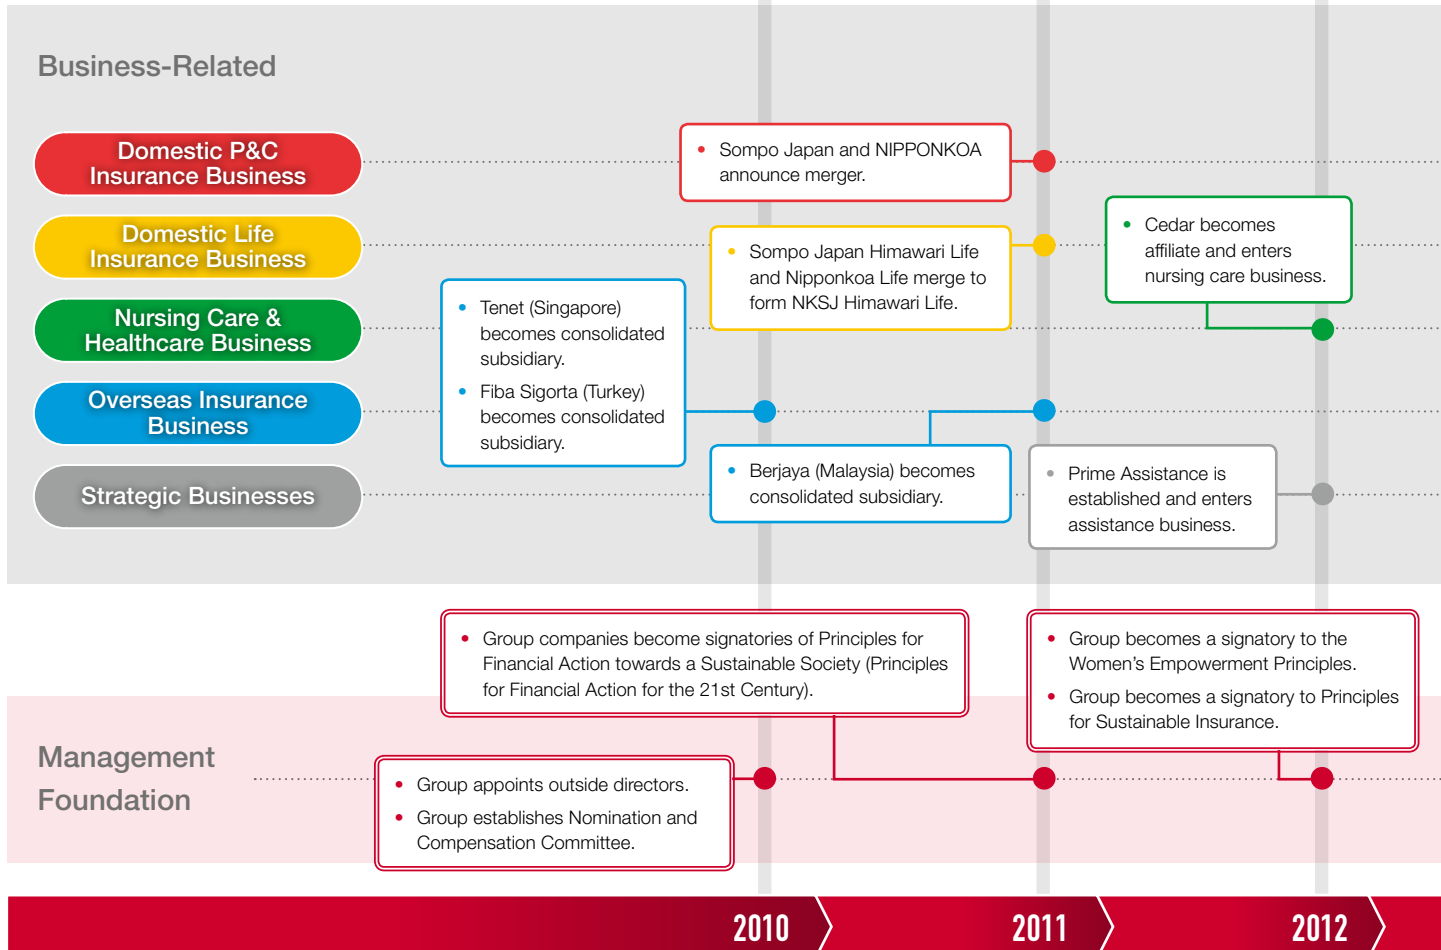 Business-Related
Domestic P&C
Insurance Business
• Sompo Japan and NIPPONKOA
announce merger.
Domestic Life
Insurance Business
• Sompo Japan Himawari Life
and Nipponkoa Life merge to
form NKSJ Himawari Life.
• Cedar becomes
affiliate and enters
nursing care business.
Nursing Care &
Healthcare Business
• Tenet (Singapore)
becomes consolidated
subsidiary.
• Fiba Sigorta (Turkey)
becomes consolidated
subsidiary.
Overseas Insurance
Business
• Berjaya (Malaysia) becomes
consolidated subsidiary.
Strategic Businesses
• Prime Assistance is
established and enters
assistance business.
• Group companies become signatories of Principles for
Financial Action towards a Sustainable Society (Principles
for Financial Action for the 21st Century).
• Group becomes a signatory to the
Women's Empowerment Principles.
• Group becomes a signatory to Principles
for Sustainable Insurance.
Management
Foundation
• Group appoints outside directors.
• Group establishes Nomination and
Compensation Committee.
2010
2011
2012